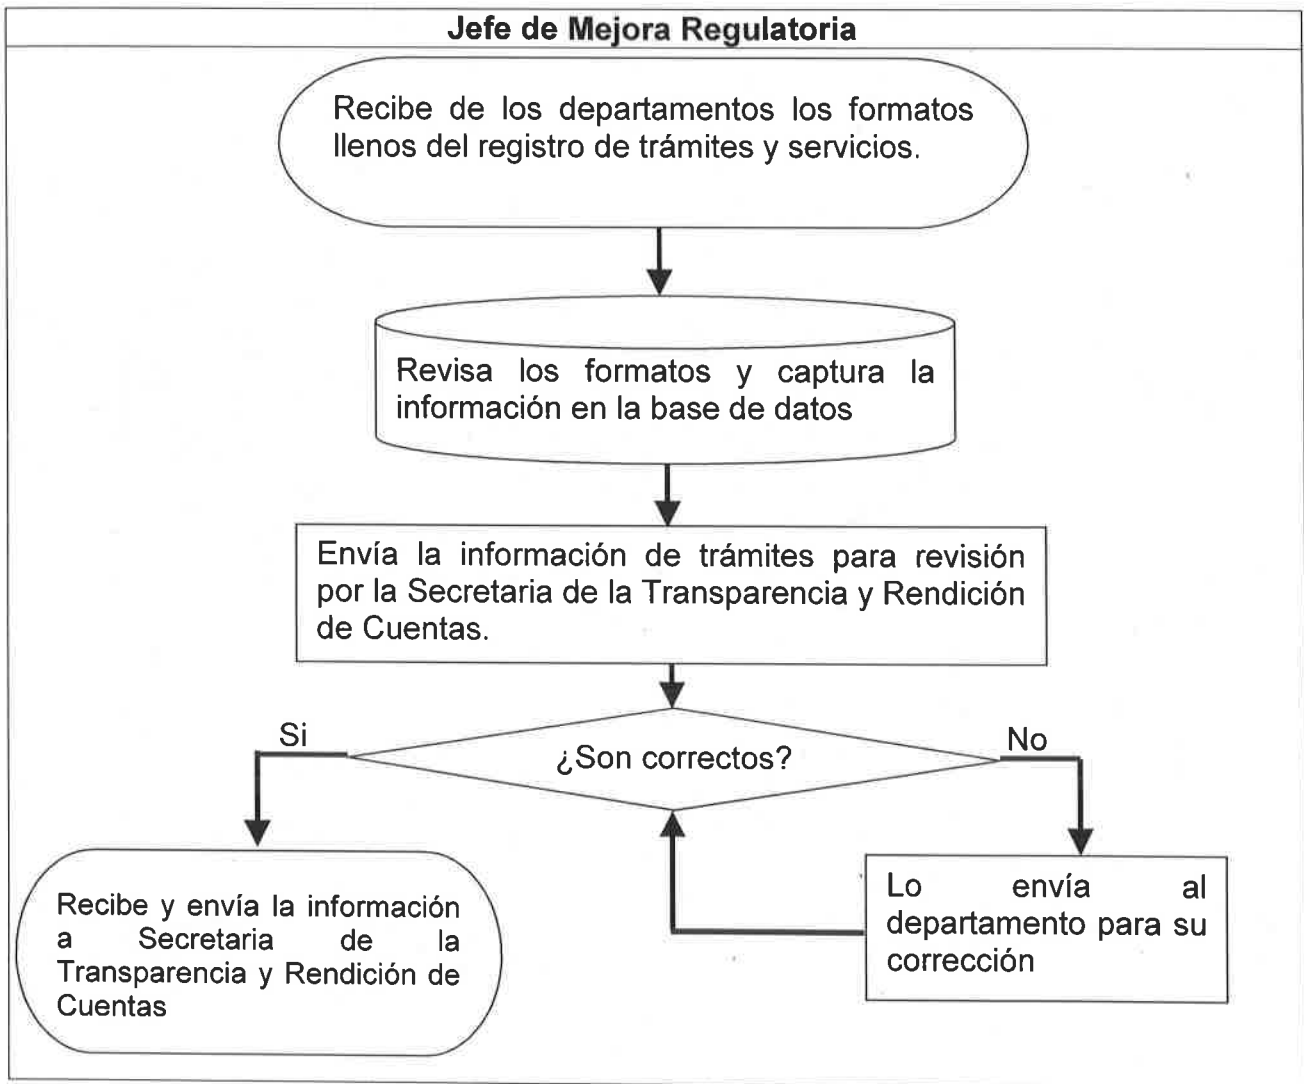 Jefe de Mejora Regulatoria
Recibe de los departamentos los formatos
llenos del registro de trámites y servicios.
Revisa los formatos y captura la
información en la base de datos
Envía la información de trámites para revisión
por la Secretaria de la Transparencia y Rendición
de Cuentas.
Si
¿Son correctos?
No
Recibe y envía la información
a Secretaria de la
Transparencia y Rendición de
Cuentas
Lo envía al
departamento para su
corrección